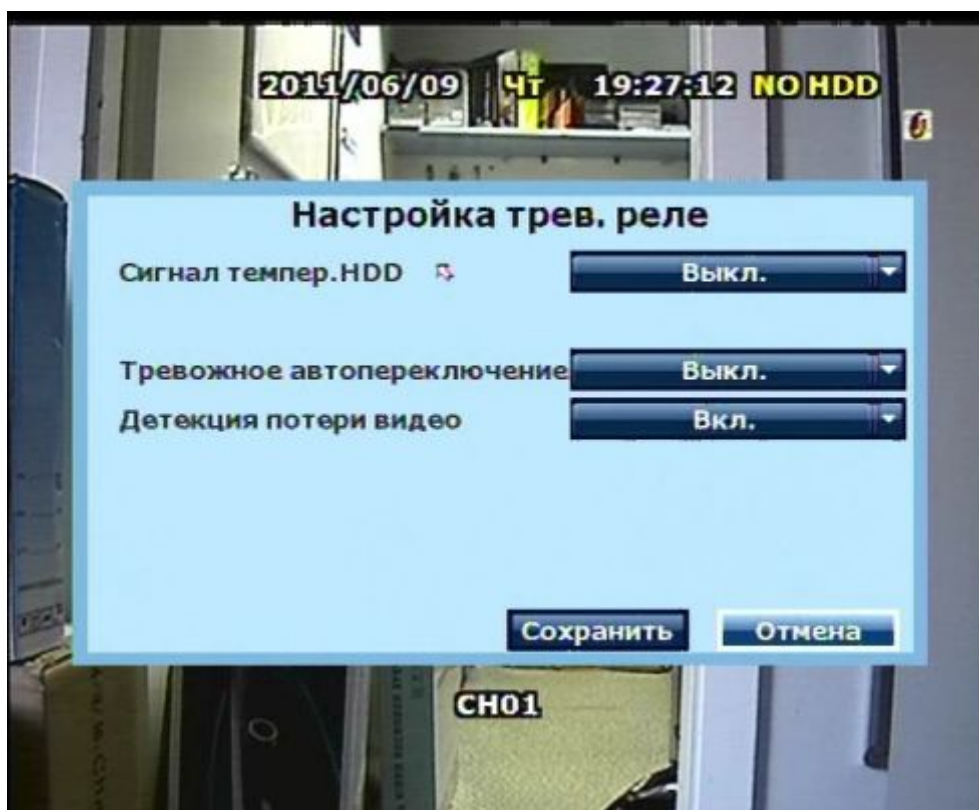 2011/06/09 Чт 19:27:12 NO HDD
Настройка трев. реле
Сигнал темпер.HDD Выкл.
Тревожное автопереключение Выкл.
Детекция потери видео Вкл.
Сохранить Отмена
CH01